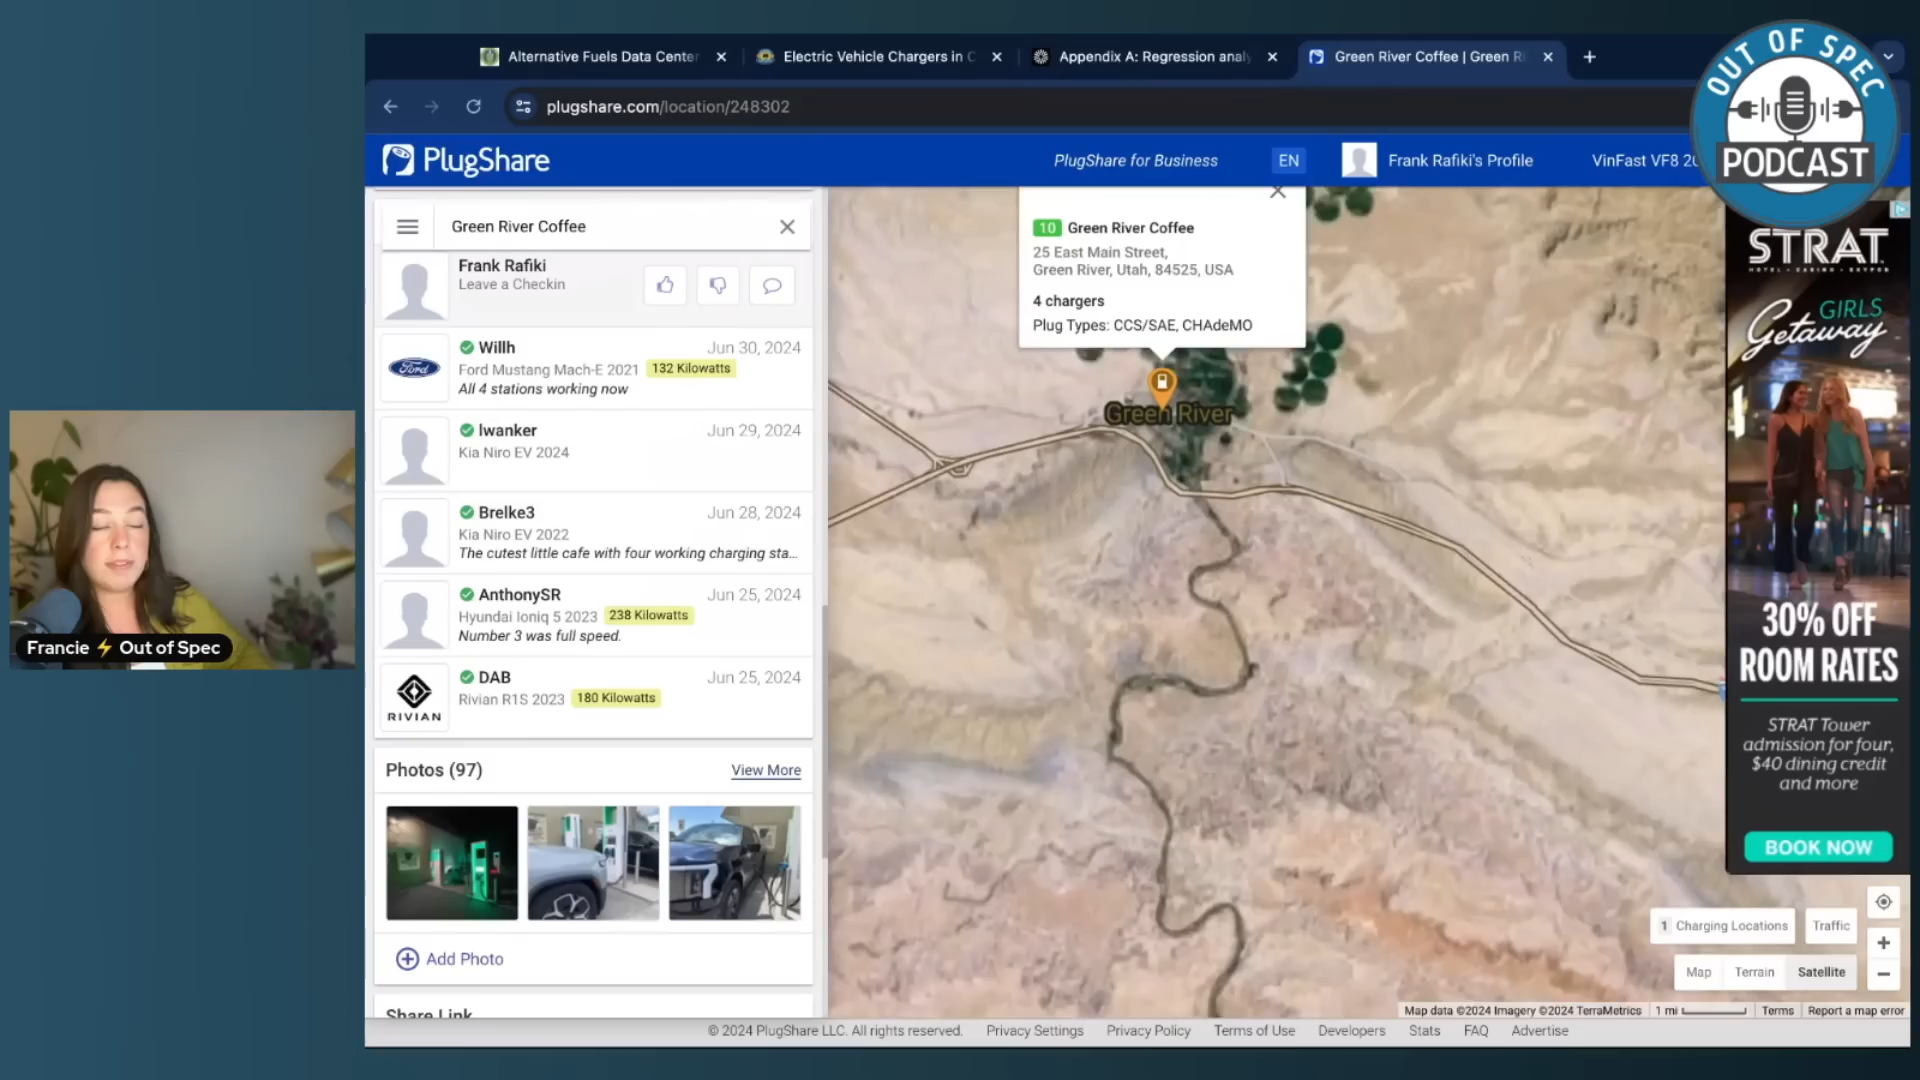 Alternative Fuels Data Center
Electric Vehicle Chargers in C
Appendix A: Regression analy
Green River Coffee | Green Ri
plugshare.com/location/248302
OUT OF SPEC
PODCAST
PlugShare
PlugShare for Business
EN
Frank Rafiki's Profile
VinFast VF8 20
Green River Coffee
Frank Rafiki
Leave a Checkin
Ford
Willh
Jun 30, 2024
Ford Mustang Mach-E 2021
132 Kilowatts
All 4 stations working now
lwanker
Jun 29, 2024
Kia Niro EV 2024
Brelke3
Jun 28, 2024
Kia Niro EV 2022
The cutest little cafe with four working charging sta...
AnthonySR
Jun 25, 2024
Hyundai Ioniq 5 2023
238 Kilowatts
Number 3 was full speed.
RIVIAN
DAB
Jun 25, 2024
Rivian R1S 2023
180 Kilowatts
Photos (97)
View More
Add Photo
Share Link
10 Green River Coffee
25 East Main Street,
Green River, Utah, 84525, USA
4 chargers
Plug Types: CCS/SAE, CHAdeMO
Green River
STRAT
HOTEL • CASINO • SKYPOD
GIRLS
Getaway
30% OFF
ROOM RATES
STRAT Tower
admission for four,
$40 dining credit
and more
BOOK NOW
1 Charging Locations
Traffic
Map
Terrain
Satellite
Map data ©2024 Imagery ©2024 TerraMetrics
1 mi
Terms
Report a map error
© 2024 PlugShare LLC. All rights reserved.
Privacy Settings
Privacy Policy
Terms of Use
Developers
Stats
FAQ
Advertise
Francie ⚡ Out of Spec